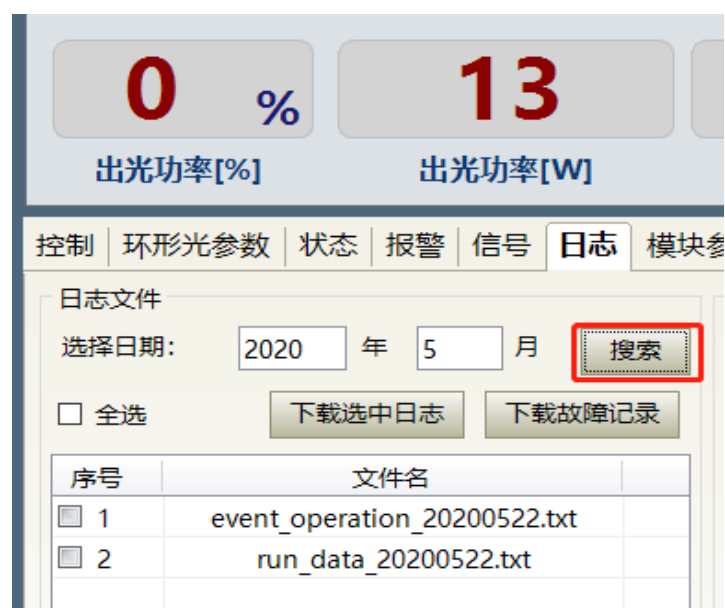 0 % 13
出光功率[%] 出光功率[W]
控制 环形光参数 状态 报警 信号 日志 模块参
日志文件
选择日期: 2020 年 5 月 搜索
全选 下载选中日志 下载故障记录
序号 文件名
1 event_operation_20200522.txt
2 run_data_20200522.txt